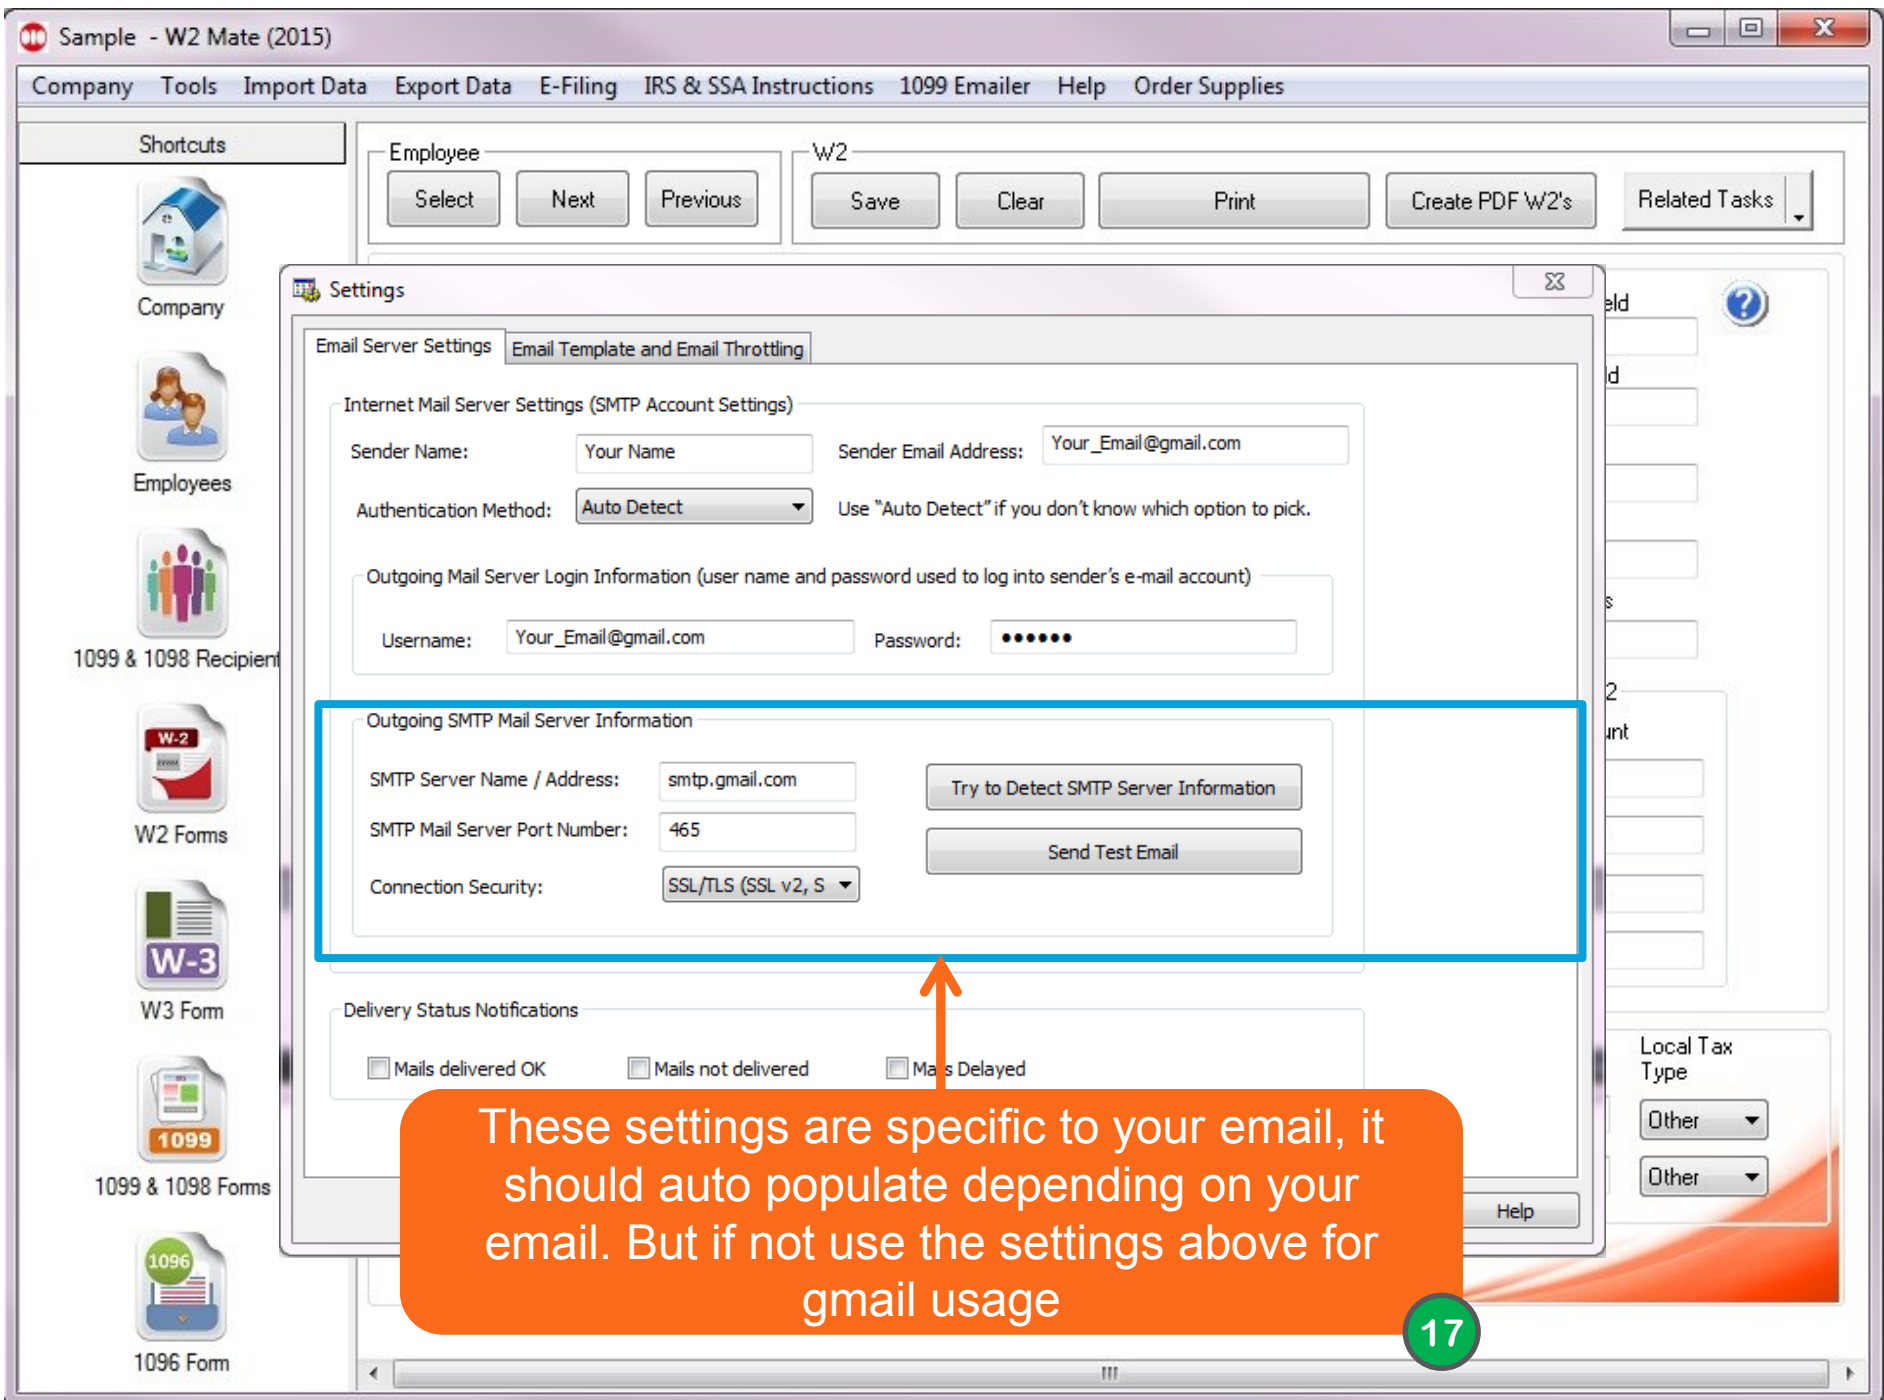 Sample - W2 Mate (2015)
Company Tools Import Data Export Data E-Filing IRS & SSA Instructions 1099 Emailer Help Order Supplies
Shortcuts
Company
Employees
1099 & 1098 Recipient
W-2
W2 Forms
W-3
W3 Form
1099
1099 & 1098 Forms
1096
1096 Form
Employee
Select Next Previous
W2
Save Clear Print Create PDF W2's Related Tasks
Settings
Email Server Settings Email Template and Email Throttling
Internet Mail Server Settings (SMTP Account Settings)
Sender Name: Your Name Sender Email Address: Your_Email@gmail.com
Authentication Method: Auto Detect Use "Auto Detect" if you don't know which option to pick.
Outgoing Mail Server Login Information (user name and password used to log into sender's e-mail account)
Username: Your_Email@gmail.com Password: ●●●●●●
Outgoing SMTP Mail Server Information
SMTP Server Name / Address: smtp.gmail.com Try to Detect SMTP Server Information
SMTP Mail Server Port Number: 465
Send Test Email
Connection Security: SSL/TLS (SSL v2, S
Delivery Status Notifications
Mails delivered OK Mails not delivered Mails Delayed
Help
eld
ld
s
2
unt
Local Tax
Type
Other
Other
These settings are specific to your email, it
should auto populate depending on your
email. But if not use the settings above for
gmail usage
17